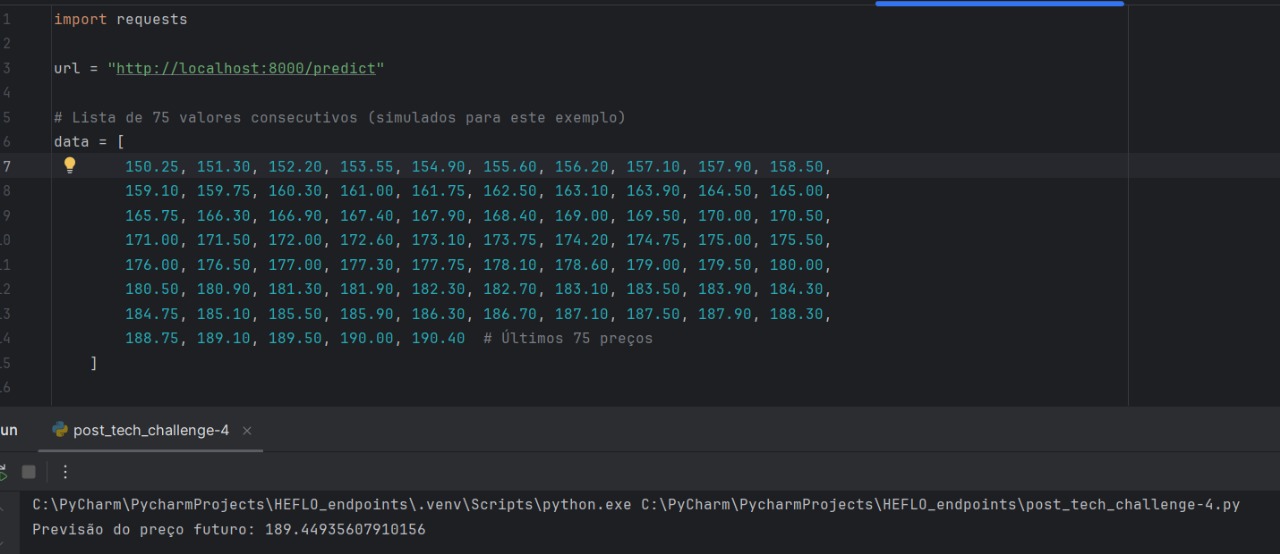 1 import requests
2
3 url = "http://localhost:8000/predict"
4
5 # Lista de 75 valores consecutivos (simulados para este exemplo)
6 data = [
7 150.25, 151.30, 152.20, 153.55, 154.90, 155.60, 156.20, 157.10, 157.90, 158.50,
8 159.10, 159.75, 160.30, 161.00, 161.75, 162.50, 163.10, 163.90, 164.50, 165.00,
9 165.75, 166.30, 166.90, 167.40, 167.90, 168.40, 169.00, 169.50, 170.00, 170.50,
10 171.00, 171.50, 172.00, 172.60, 173.10, 173.75, 174.20, 174.75, 175.00, 175.50,
11 176.00, 176.50, 177.00, 177.30, 177.75, 178.10, 178.60, 179.00, 179.50, 180.00,
12 180.50, 180.90, 181.30, 181.90, 182.30, 182.70, 183.10, 183.50, 183.90, 184.30,
13 184.75, 185.10, 185.50, 185.90, 186.30, 186.70, 187.10, 187.50, 187.90, 188.30,
14 188.75, 189.10, 189.50, 190.00, 190.40 # Últimos 75 preços
15 ]
16
un post_tech_challenge-4
C:\PyCharm\PycharmProjects\HEFLO_endpoints\.venv\Scripts\python.exe C:\PyCharm\PycharmProjects\HEFLO_endpoints\post_tech_challenge-4.py
Previsão do preço futuro: 189.44935607910156